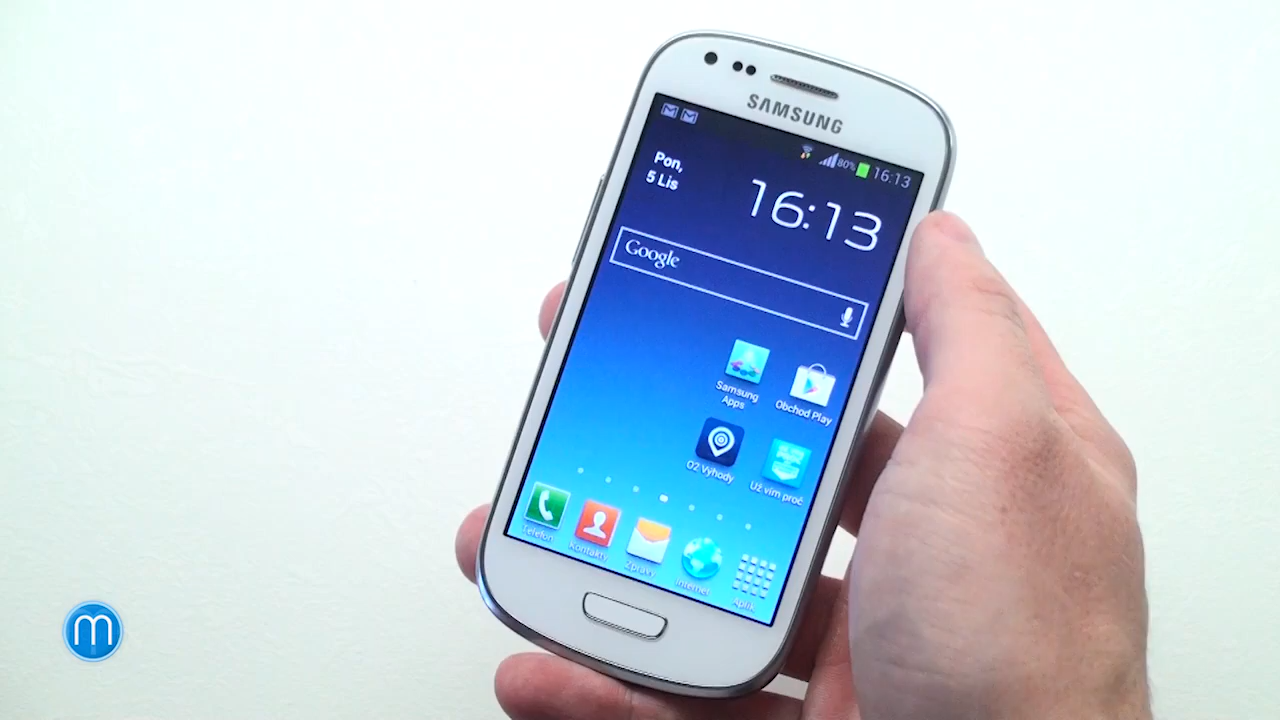 SAMSUNG
80% 16:13
Pon,
5 Lis
16:13
Google
Samsung
Apps
Obchod Play
O2 Výhody
Už vím proč
Telefon
Kontakty
Zprávy
Internet
Aplik.
m